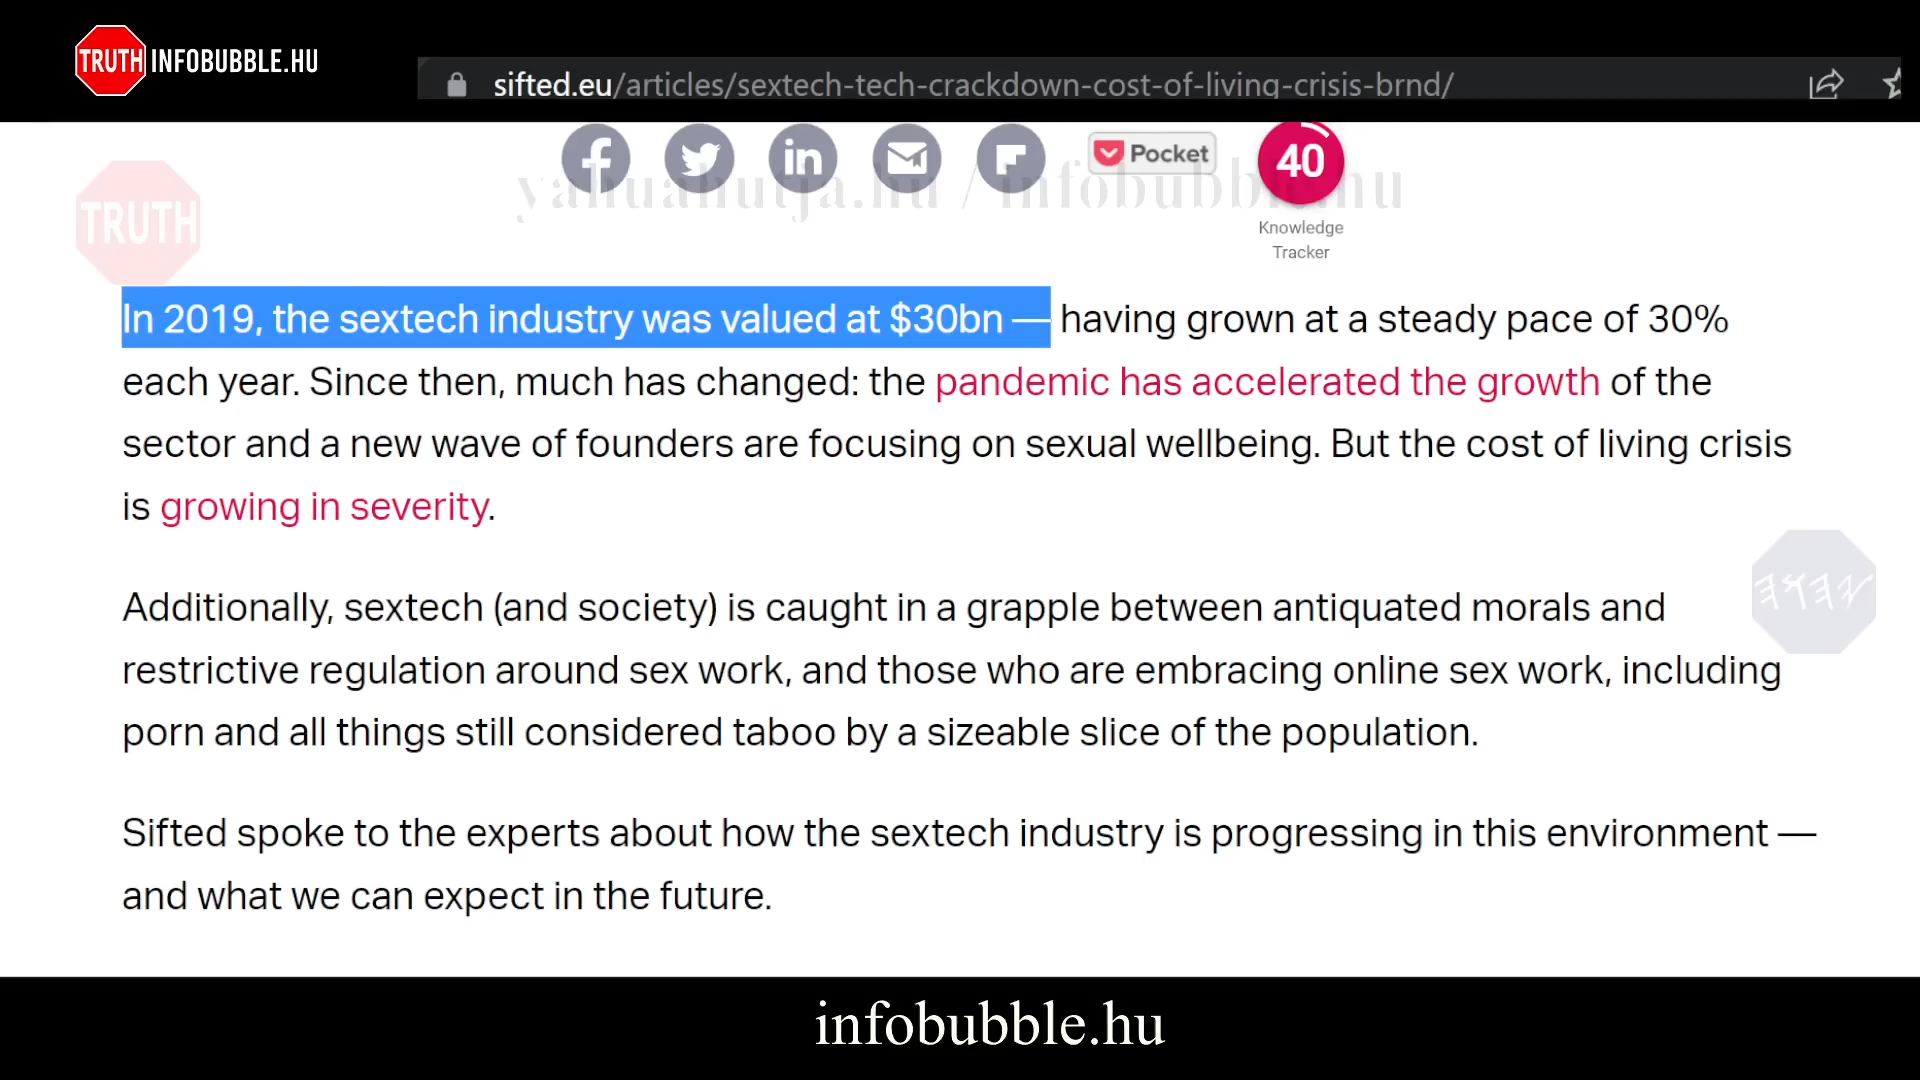 TRUTH INFOBUBBLE.HU
sifted.eu/articles/sextech-tech-crackdown-cost-of-living-crisis-brnd/
Pocket
40
yahuahutja.hu / infobubble.hu
TRUTH
Knowledge
Tracker
In 2019, the sextech industry was valued at $30bn — having grown at a steady pace of 30%
each year. Since then, much has changed: the pandemic has accelerated the growth of the
sector and a new wave of founders are focusing on sexual wellbeing. But the cost of living crisis
is growing in severity.
𐤉𐤄𐤅𐤄
Additionally, sextech (and society) is caught in a grapple between antiquated morals and
restrictive regulation around sex work, and those who are embracing online sex work, including
porn and all things still considered taboo by a sizeable slice of the population.
Sifted spoke to the experts about how the sextech industry is progressing in this environment —
and what we can expect in the future.
infobubble.hu